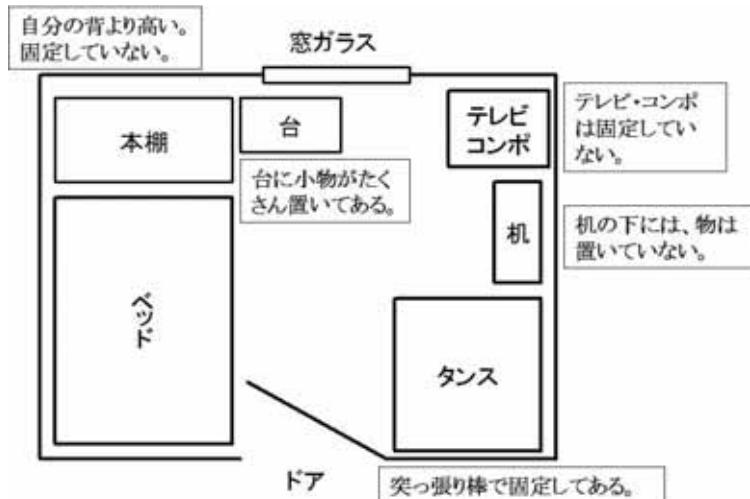 自分の背より高い。
固定していない。
窓ガラス
本棚
台
テレビ
コンポ
テレビ・コンポ
は固定してい
ない。
台に小物がたく
さん置いてある。
机
机の下には、物は
置いていない。
ベッド
タンス
ドア
突っ張り棒で固定してある。